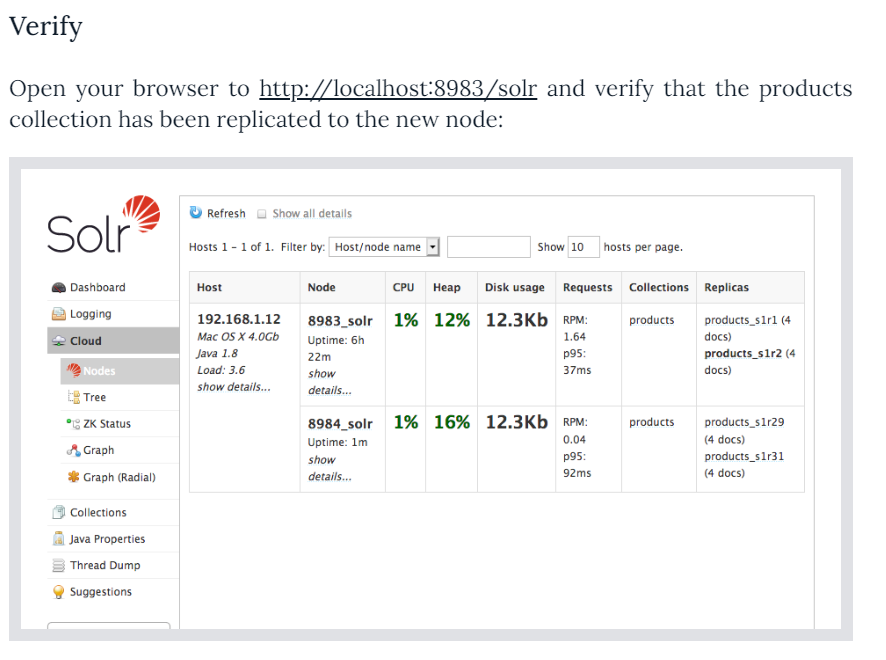 Verify
Open your browser to http://localhost:8983/solr and verify that the products
collection has been replicated to the new node:
Solr
Refresh Show all details
Hosts 1 - 1 of 1. Filter by: Host/node name Show 10 hosts per page.
Dashboard
Logging
Cloud
Nodes
Tree
ZK Status
Graph
Graph (Radial)
Collections
Java Properties
Thread Dump
Suggestions
Host Node CPU Heap Disk usage Requests Collections Replicas
192.168.1.12
Mac OS X 4.0Gb
Java 1.8
Load: 3.6
show details...
8983_solr
Uptime: 6h
22m
show
details...
1% 12% 12.3Kb
RPM:
1.64
p95:
37ms
products
products_s1r1 (4
docs)
products_s1r2 (4
docs)
8984_solr
Uptime: 1m
show
details...
1% 16% 12.3Kb
RPM:
0.04
p95:
92ms
products
products_s1r29
(4 docs)
products_s1r31
(4 docs)